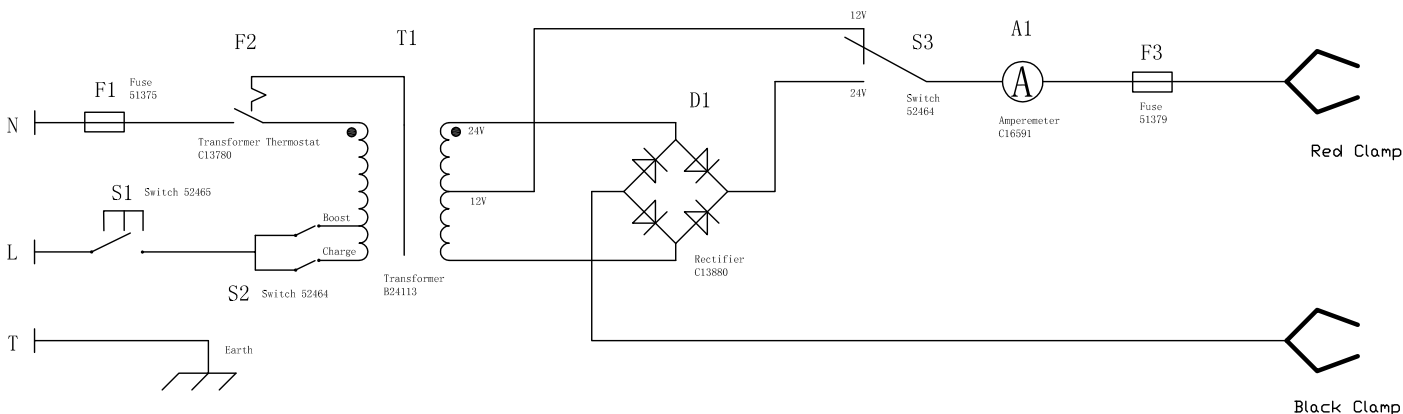 12V
F2
T1
S3
A1
F3
F1
Fuse
51375
D1
24V
Switch
52464
Fuse
51379
Amperemeter
C16591
A
N
24V
Transformer Thermostat
C13780
Red Clamp
S1
Switch 52465
12V
Boost
L
Charge
Rectifier
C13880
Transformer
B24113
S2
Switch 52464
T
Earth
Black Clamp